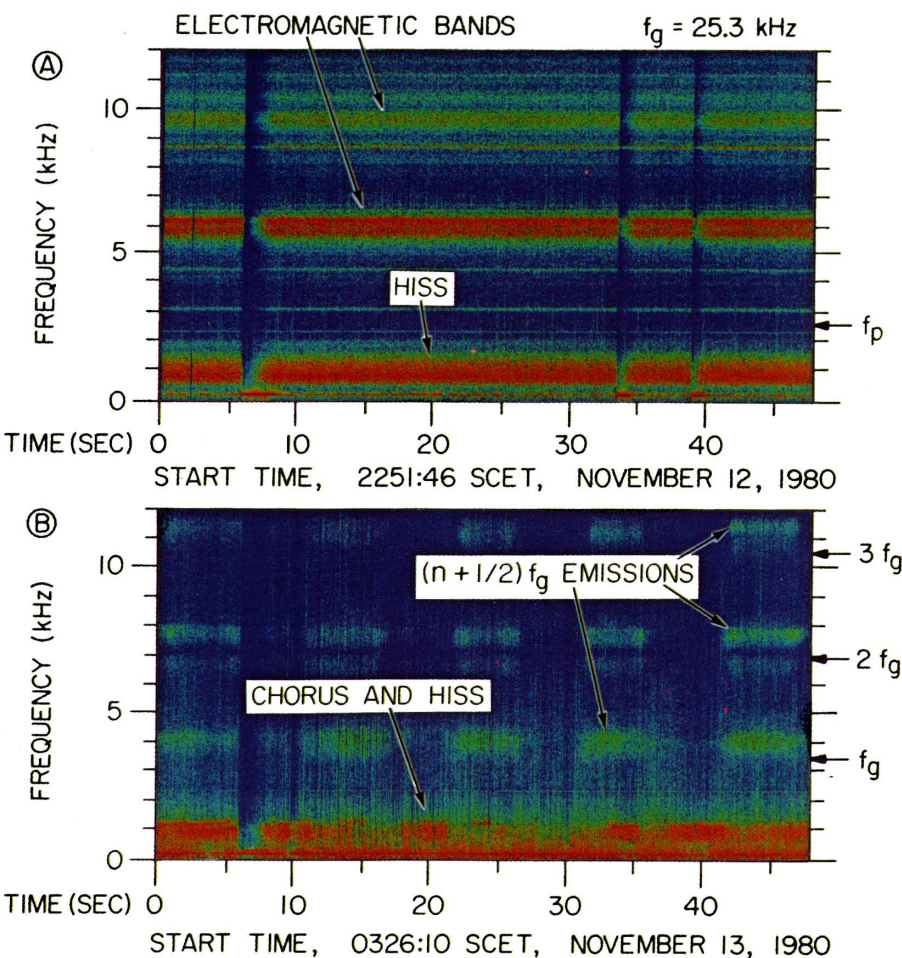 ELECTROMAGNETIC BANDS f_g = 25.3 kHz
Ⓐ
FREQUENCY (kHz)
10
5
0
HISS
f_p
TIME (SEC) 0 10 20 30 40
START TIME, 2251:46 SCET, NOVEMBER 12, 1980
Ⓑ
FREQUENCY (kHz)
10
5
0
3 f_g
(n + 1/2) f_g EMISSIONS
2 f_g
CHORUS AND HISS
f_g
TIME (SEC) 0 10 20 30 40
START TIME, 0326:10 SCET, NOVEMBER 13, 1980